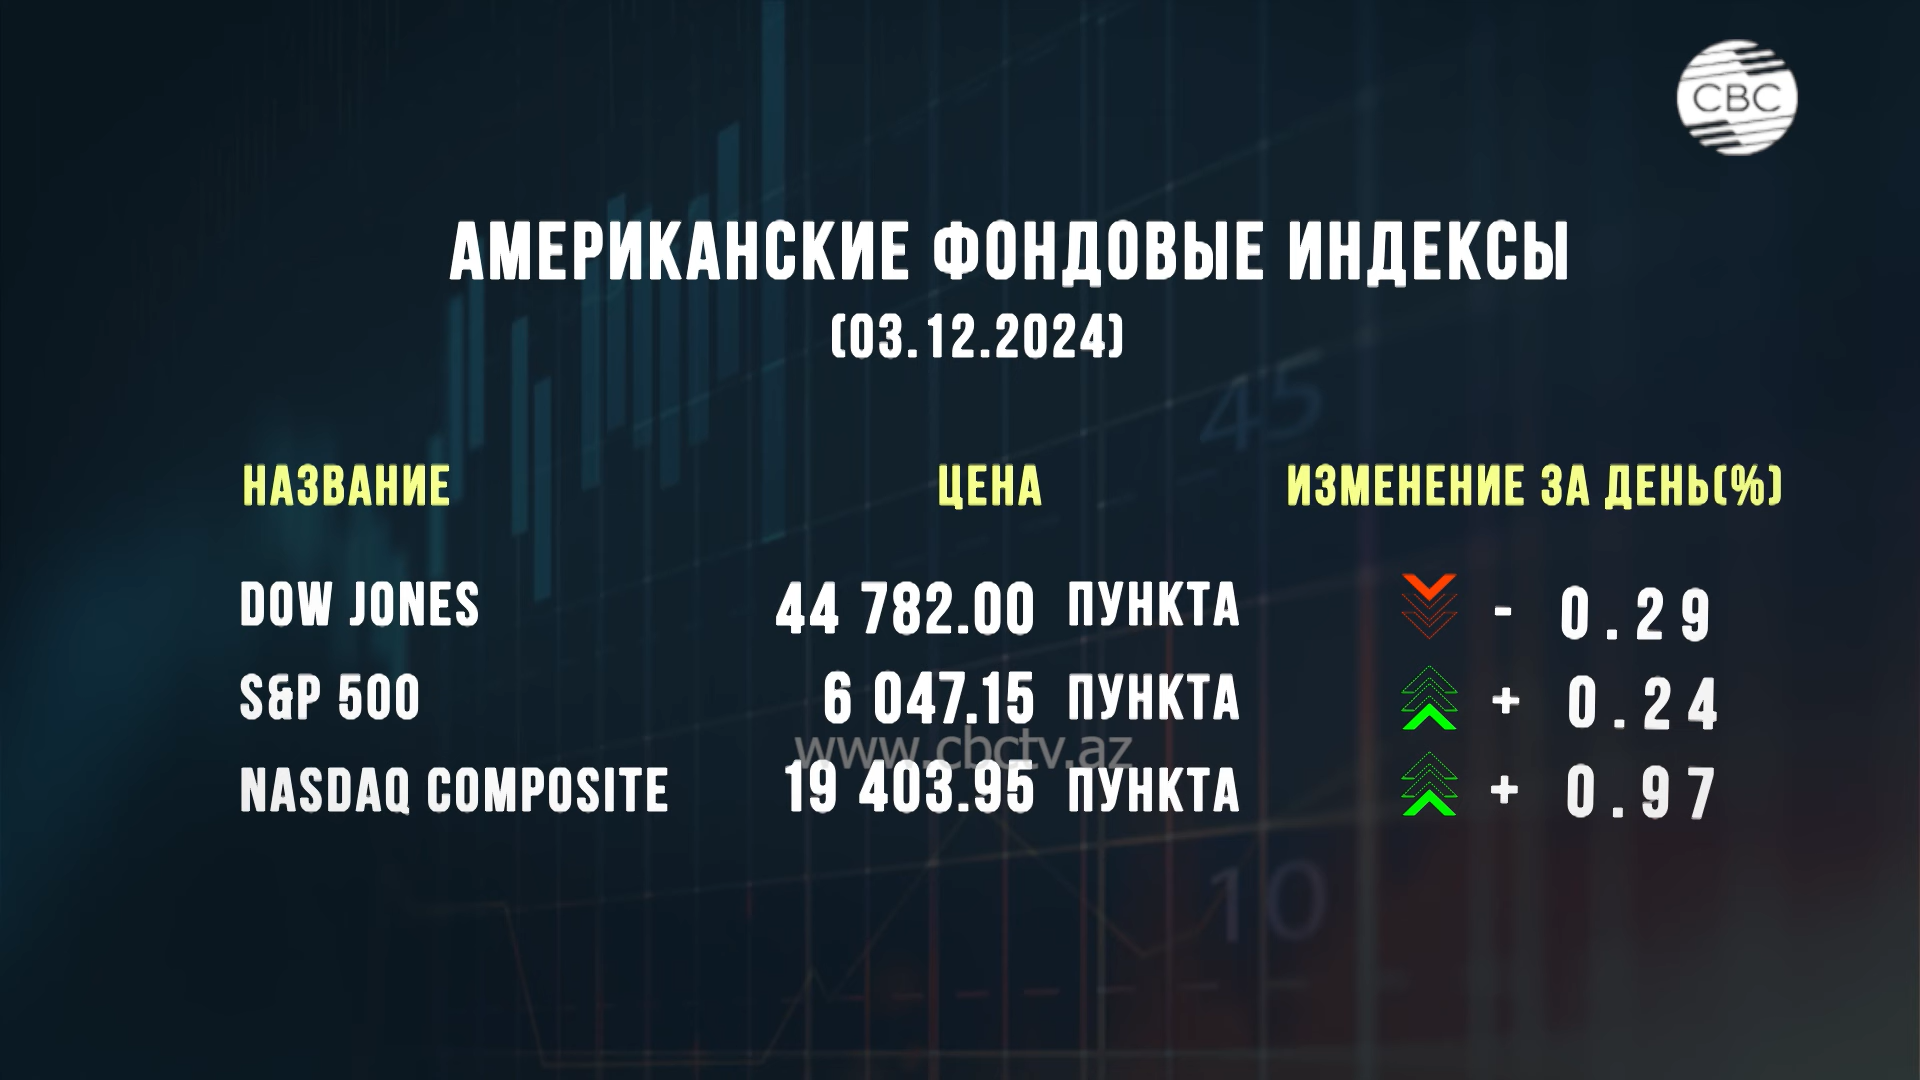 CBC
АМЕРИКАНСКИЕ ФОНДОВЫЕ ИНДЕКСЫ
(03.12.2024)
НАЗВАНИЕ ЦЕНА ИЗМЕНЕНИЕ ЗА ДЕНЬ(%)
DOW JONES 44 782.00 ПУНКТА - 0.29
S&P 500 6 047.15 ПУНКТА + 0.24
www.cbctv.az
NASDAQ COMPOSITE 19 403.95 ПУНКТА + 0.97
45
10